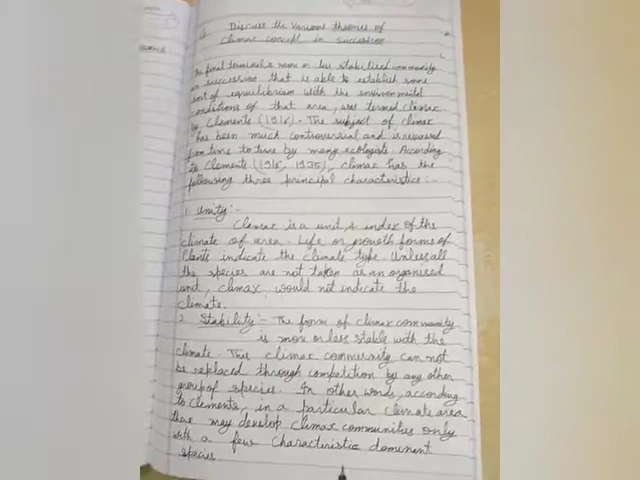 Discuss the Various theories of
climax concept in succession
The final terminal & more or less stabilized community
in succession that is able to establish some
sort of equilibrium with the environmental
conditions of that area, was termed climax
by Clements (1916). The subject of climax
has been much controversial and is reviewed
from time to time by many ecologists. According
to Clements (1916, 1935), climax has the
following three principal characteristics:-
1. Unity:-
Climax is a unit & index of the
climate of area. Life or growth forms of
Plants indicate the climate type. Unless all
the species are not taken as an organised
unit, climax would not indicate the
climate.
2. Stability:- The form of climax community
is more or less stable with the
climate. This climax community can not
be replaced through competition by any other
group of species. In other words, according
to Clements, in a particular climate area
there may develop climax communities only
with a few characteristic dominent
species